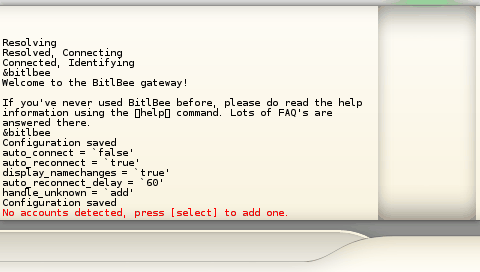 Resolving
Resolved, Connecting
Connected, Identifying
&bitlbee
Welcome to the BitlBee gateway!
If you've never used BitlBee before, please do read the help
information using the ▯help▯ command. Lots of FAQ's are
answered there.
&bitlbee
Configuration saved
auto_connect = `false'
auto_reconnect = `true'
display_namechanges = `true'
auto_reconnect_delay = `60'
handle_unknown = `add'
Configuration saved
No accounts detected, press [select] to add one.